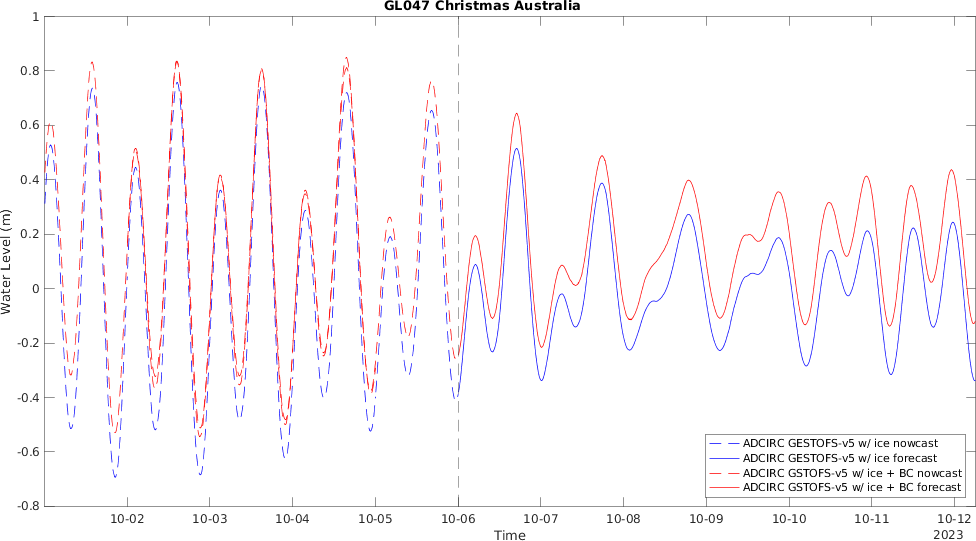 GL047 Christmas Australia
1
0.8
0.6
0.4
0.2
0
-0.2
-0.4
-0.6
-0.8
Water Level (m)
10-02 10-03 10-04 10-05 10-06 10-07 10-08 10-09 10-10 10-11 10-12
Time
2023
ADCIRC GESTOFS-v5 w/ ice nowcast
ADCIRC GESTOFS-v5 w/ ice forecast
ADCIRC GSTOFS-v5 w/ ice + BC nowcast
ADCIRC GSTOFS-v5 w/ ice + BC forecast